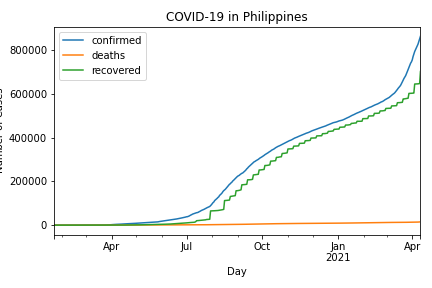 COVID-19 in Philippines
confirmed
deaths
recovered
800000
600000
400000
200000
0
Apr Jul Oct Jan Apr
2021
Day